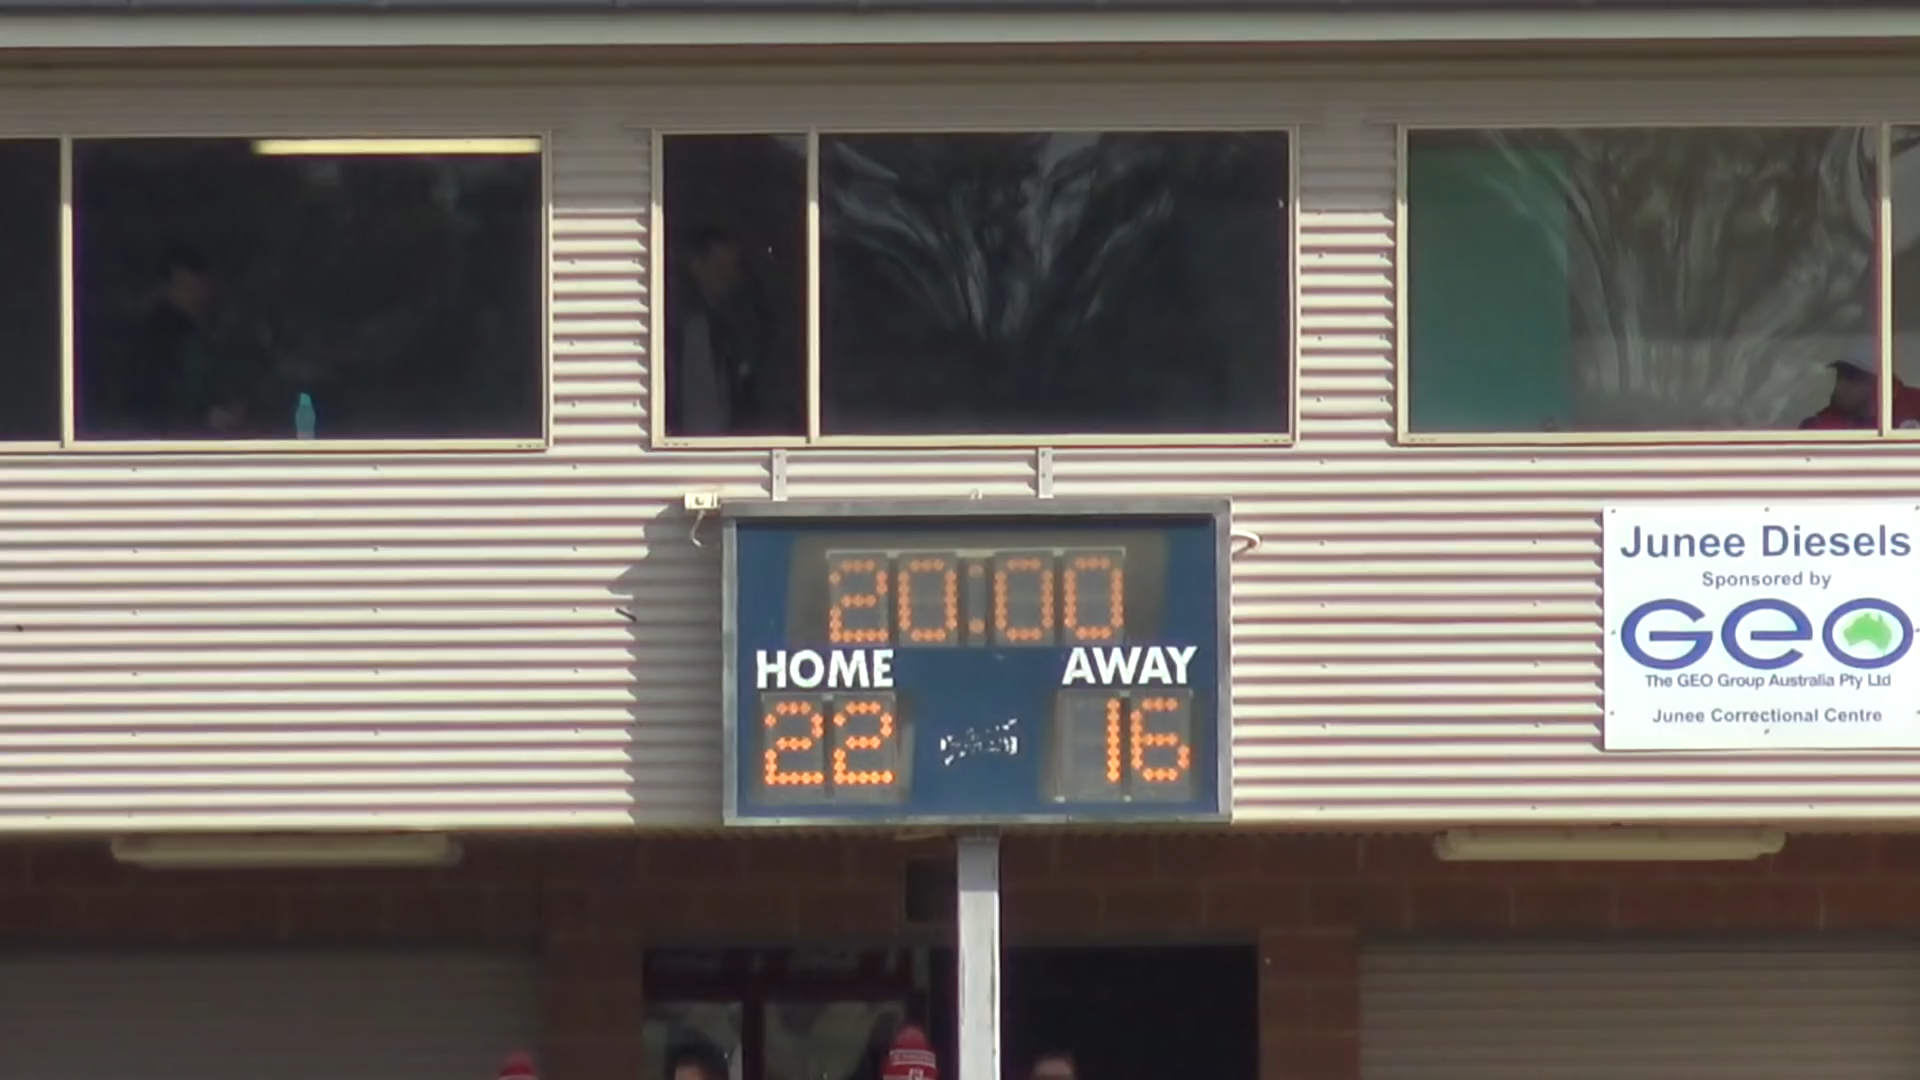 20:00
HOME AWAY
22 16
Junee Diesels
Sponsored by
GEO
The GEO Group Australia Pty Ltd
Junee Correctional Centre